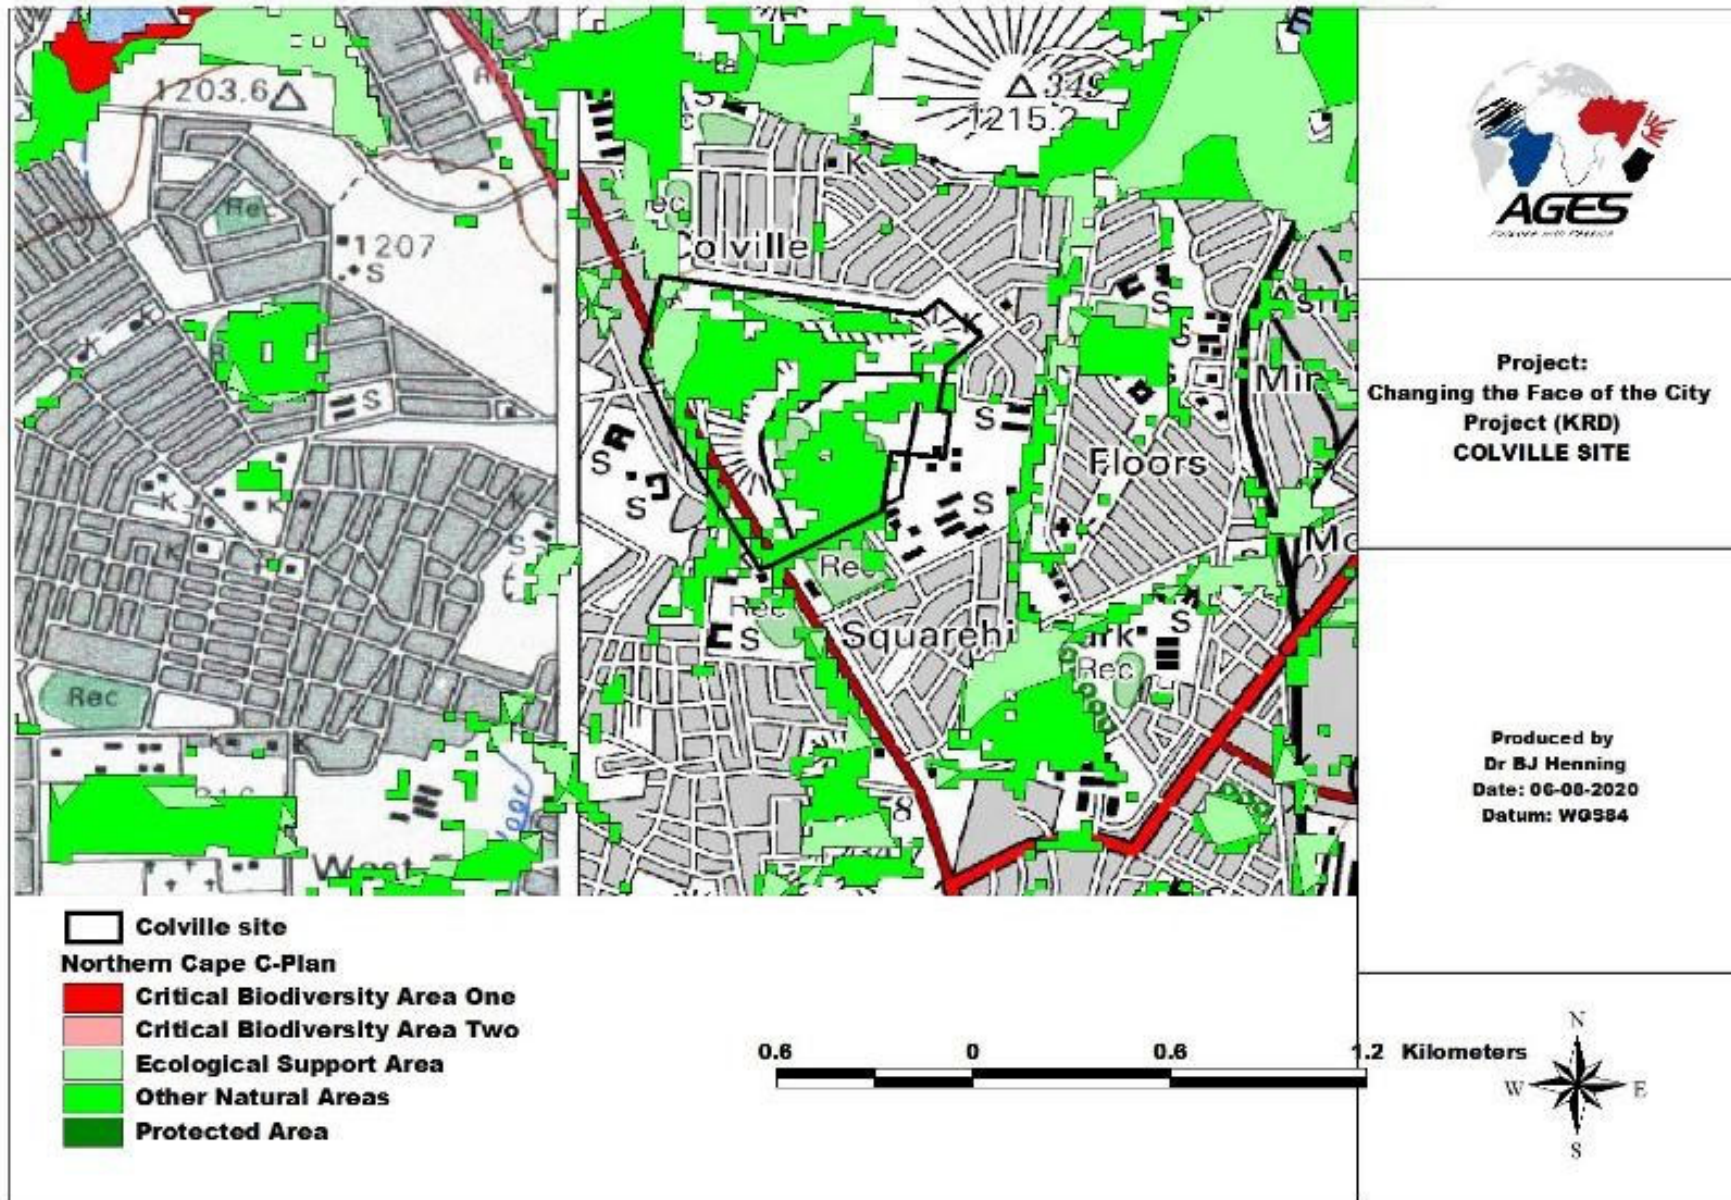 1203.6
349
1215.2
Rec
1207
S
Colville
K
S
S
S
Floors
S
S
Rec
Rec
S
Squarehi
ark
S
Rec
Rec
West
8
AGES
Project:
Changing the Face of the City
Project (KRD)
COLVILLE SITE
Produced by
Dr BJ Henning
Date: 06-08-2020
Datum: WGS84
Colville site
Northern Cape C-Plan
Critical Biodiversity Area One
Critical Biodiversity Area Two
Ecological Support Area
Other Natural Areas
Protected Area
0.6 0 0.6 1.2 Kilometers
N
W E
S